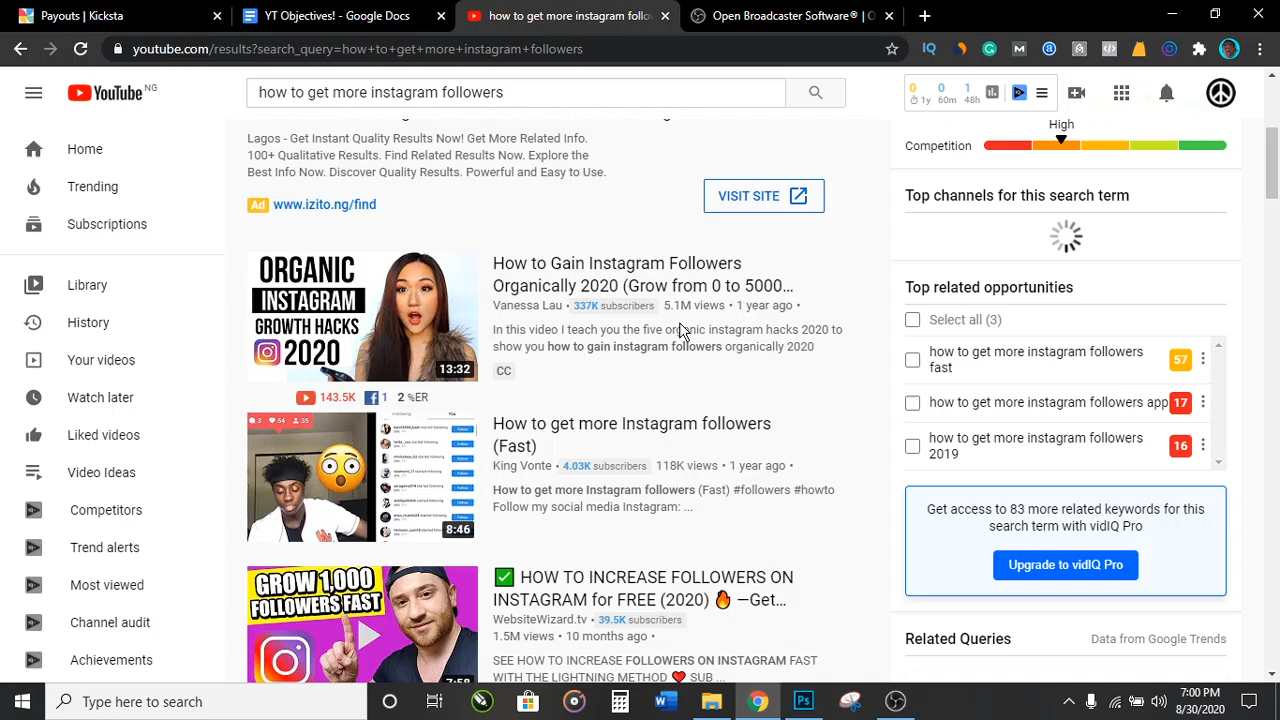 Payouts! - Kicksta
YT Objectives! - Google Docs
how to get more instagram follow
Open Broadcaster Software® | O
youtube.com/results?search_query=how+to+get+more+instagram+followers
YouTube NG
how to get more instagram followers
0 0 1
1y 60m 48h
Home
Trending
Subscriptions
Library
History
Your videos
Watch later
Liked videos
Video Ideas
Competitors
Trend alerts
Most viewed
Channel audit
Achievements
Lagos - Get Instant Quality Results Now! Get More Related Info.
100+ Qualitative Results. Find Related Results Now. Explore the
Best Info Now. Discover Quality Results. Powerful and Easy to Use.
Ad www.izito.ng/find
VISIT SITE
ORGANIC
INSTAGRAM
GROWTH HACKS
2020
13:32
How to Gain Instagram Followers
Organically 2020 (Grow from 0 to 5000...
Vanessa Lau • 337K subscribers 5.1M views • 1 year ago •
In this video I teach you the five organic instagram hacks 2020 to
show you how to gain instagram followers organically 2020
CC
143.5K 1 2 %ER
8:46
How to get more Instagram followers
(Fast)
King Vonte • 4.03K subscribers 118K views • 1 year ago •
How to get more Instagram followers (Fast) #followers #howto
Follow my social media Instagram: ...
GROW 1,000
FOLLOWERS FAST
7:58
✅ HOW TO INCREASE FOLLOWERS ON
INSTAGRAM for FREE (2020) 🔥 —Get...
WebsiteWizard.tv • 39.5K subscribers
1.5M views • 10 months ago •
SEE HOW TO INCREASE FOLLOWERS ON INSTAGRAM FAST
WITH THE LIGHTNING METHOD ❤️ SUB ...
High
Competition
Top channels for this search term
Top related opportunities
Select all (3)
how to get more instagram followers
fast
57
how to get more instagram followers app
17
how to get more instagram followers
2019
16
Get access to 83 more related keywords for this
search term with vidIQ Pro
Upgrade to vidIQ Pro
Related Queries
Data from Google Trends
Type here to search
7:00 PM
8/30/2020